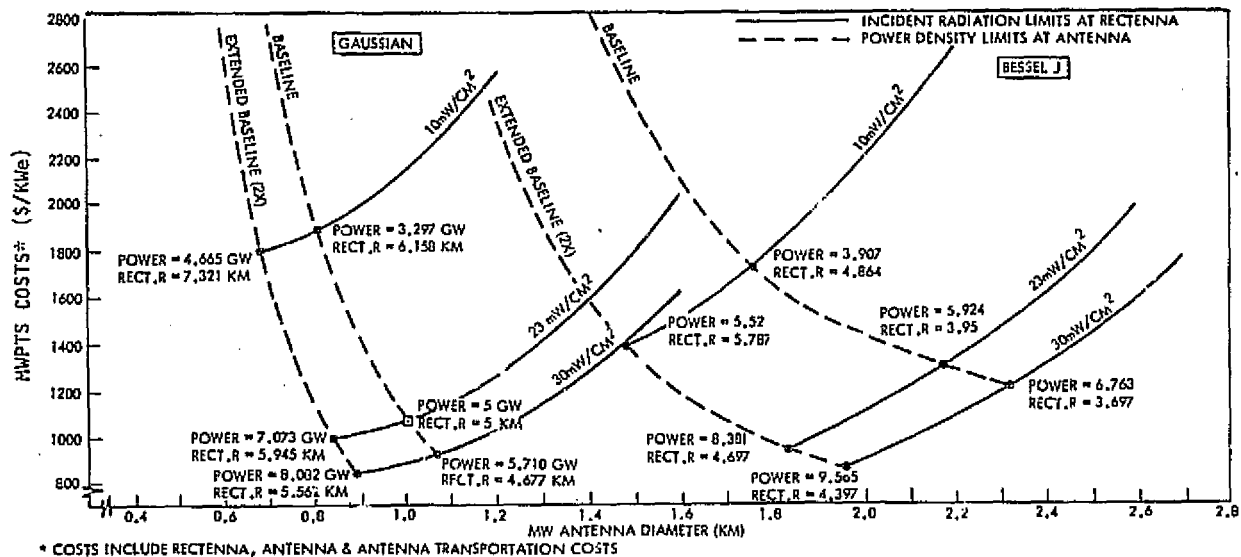 2800
2600
2400
2200
2000
1800
1600
1400
1200
1000
800
MWPTS COSTS* ($/KWe)
GAUSSIAN
BESSEL J
INCIDENT RADIATION LIMITS AT RECTENNA
POWER DENSITY LIMITS AT ANTENNA
EXTENDED BASELINE (2X)
BASELINE
10mW/CM²
EXTENDED BASELINE (2X)
BASELINE
10mW/CM²
POWER = 3,297 GW
RECT.R = 6,158 KM
POWER = 4,665 GW
RECT.R = 7,321 KM
23 mW/CM²
30mW/CM²
POWER = 3,907
RECT.R = 4,864
POWER = 5,52
RECT.R = 5,787
POWER = 5,924
RECT.R = 3,95
23mW/CM²
30mW/CM²
POWER = 5 GW
RECT.R = 5 KM
POWER = 6,763
RECT.R = 3,697
POWER = 7,073 GW
RECT.R = 5,945 KM
POWER = 8,381
RECT.R = 4,697
POWER = 8,082 GW
RECT.R = 5,562 KM
POWER = 5,710 GW
RECT.R = 4,677 KM
POWER = 9,565
RECT.R = 4,397
0,4 0,6 0,8 1,0 1,2 1,4 1,6 1,8 2,0 2,2 2,4 2,6 2,8
MW ANTENNA DIAMETER (KM)
* COSTS INCLUDE RECTENNA, ANTENNA & ANTENNA TRANSPORTATION COSTS